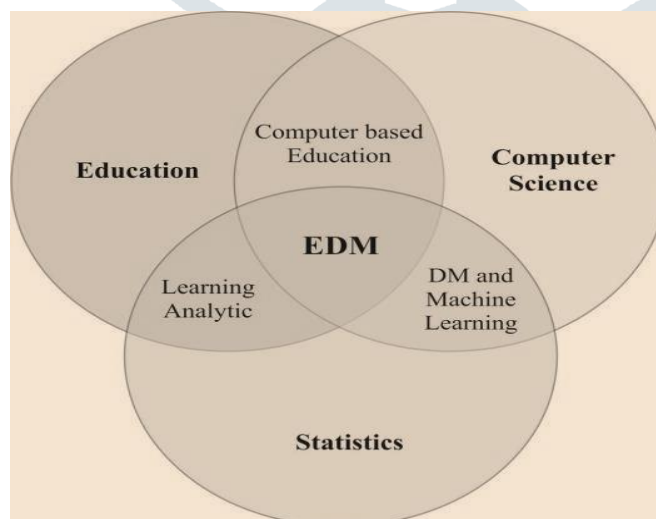 Computer based
Education
Education
Computer
Science
EDM
Learning
Analytic
DM and
Machine
Learning
Statistics